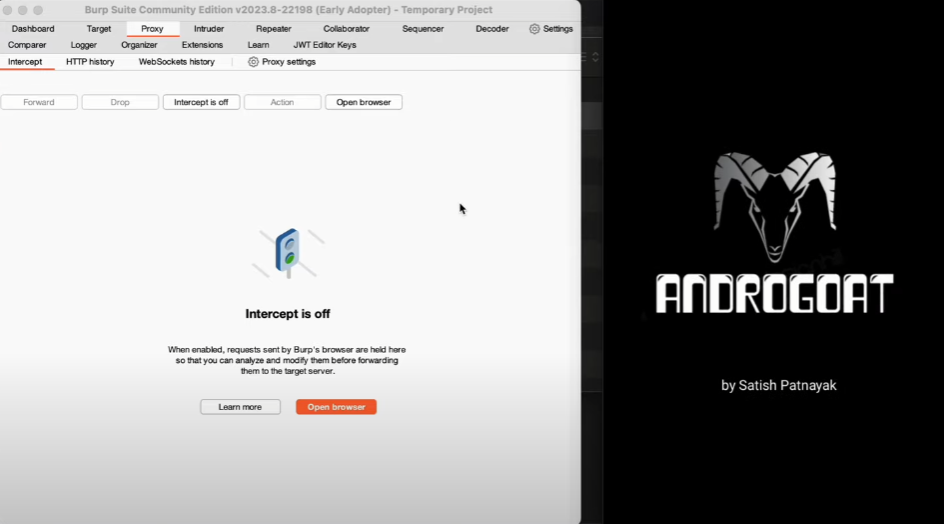 Burp Suite Community Edition v2023.8-22198 (Early Adopter) - Temporary Project
Dashboard Target Proxy Intruder Repeater Collaborator Sequencer Decoder Settings
Comparer Logger Organizer Extensions Learn JWT Editor Keys
Intercept HTTP history WebSockets history Proxy settings
Forward Drop Intercept is off Action Open browser
Intercept is off
When enabled, requests sent by Burp's browser are held here
so that you can analyze and modify them before forwarding
them to the target server.
Learn more Open browser
ANDROGOAT
by Satish Patnayak